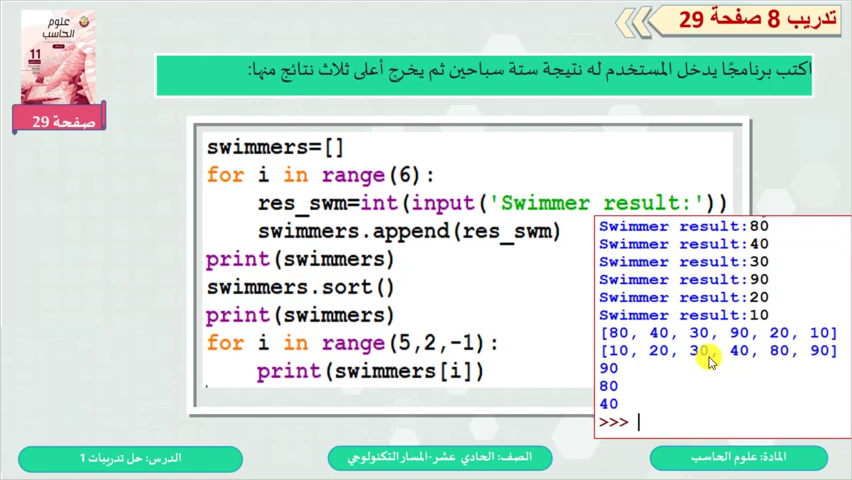 تدريب 8 صفحة 29
علوم
الحاسب
11
صفحة 29
اكتب برنامجًا يدخل المستخدم له نتيجة ستة سباحين ثم يخرج أعلى ثلاث نتائج منها:
swimmers=[]
for i in range(6):
    res_swm=int(input('Swimmer result:'))
    swimmers.append(res_swm)
print(swimmers)
swimmers.sort()
print(swimmers)
for i in range(5,2,-1):
    print(swimmers[i])
Swimmer result:80
Swimmer result:40
Swimmer result:30
Swimmer result:90
Swimmer result:20
Swimmer result:10
[80, 40, 30, 90, 20, 10]
[10, 20, 30, 40, 80, 90]
90
80
40
>>>
المادة: علوم الحاسب
الصف: الحادي عشر-المسار التكنولوجي
الدرس: حل تدريبات 1